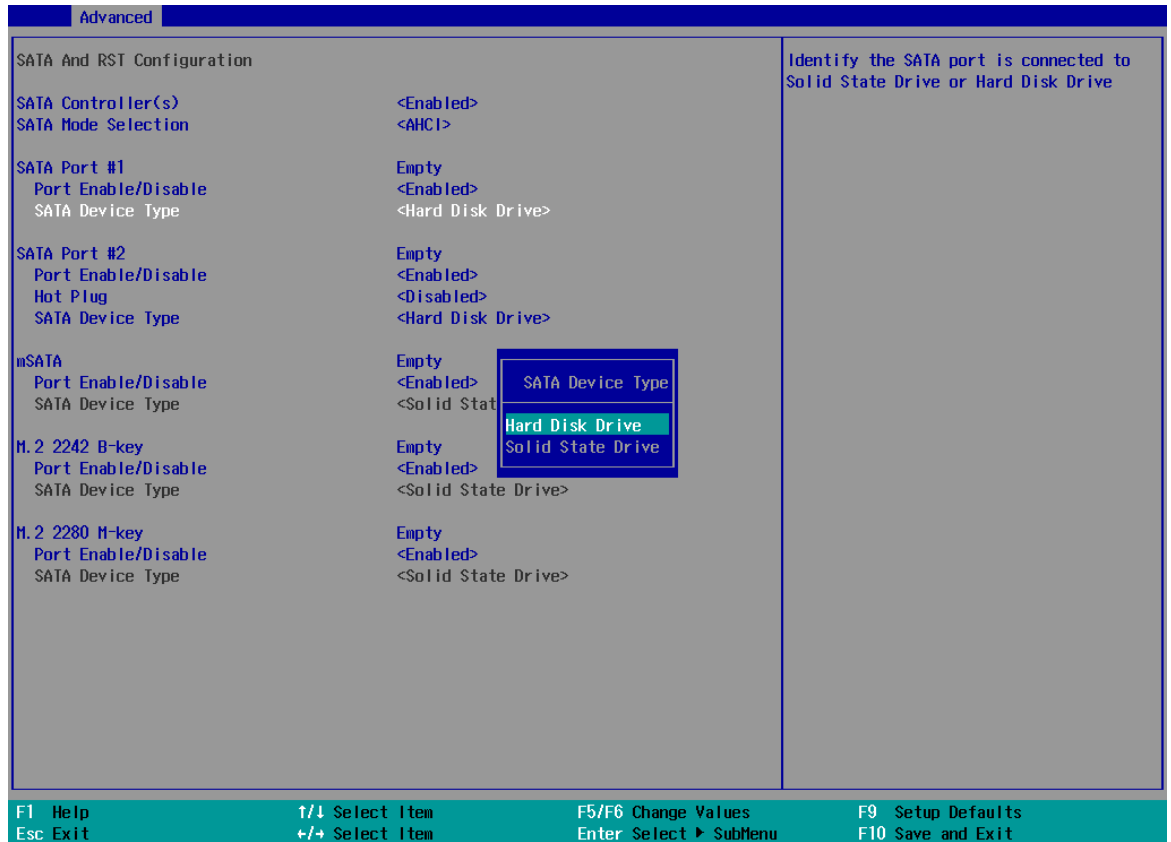 Advanced
SATA And RST Configuration
SATA Controller(s) <Enabled>
SATA Mode Selection <AHCI>
SATA Port #1 Empty
Port Enable/Disable <Enabled>
SATA Device Type <Hard Disk Drive>
SATA Port #2 Empty
Port Enable/Disable <Enabled>
Hot Plug <Disabled>
SATA Device Type <Hard Disk Drive>
mSATA Empty
Port Enable/Disable <Enabled>
SATA Device Type <Solid Stat
M.2 2242 B-key Empty
Port Enable/Disable <Enabled>
SATA Device Type <Solid State Drive>
M.2 2280 M-key Empty
Port Enable/Disable <Enabled>
SATA Device Type <Solid State Drive>
SATA Device Type
Hard Disk Drive
Solid State Drive
Identify the SATA port is connected to
Solid State Drive or Hard Disk Drive
F1 Help ↑/↓ Select Item F5/F6 Change Values F9 Setup Defaults
Esc Exit ←/→ Select Item Enter Select ▶ SubMenu F10 Save and Exit